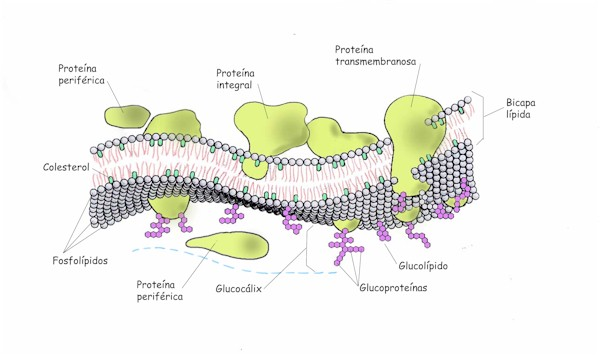 Proteína
transmembranosa
Proteína
periférica
Proteína
integral
Bicapa
lípida
Colesterol
Fosfolípidos
Glucolípido
Proteína
periférica
Glucocálix
Glucoproteínas